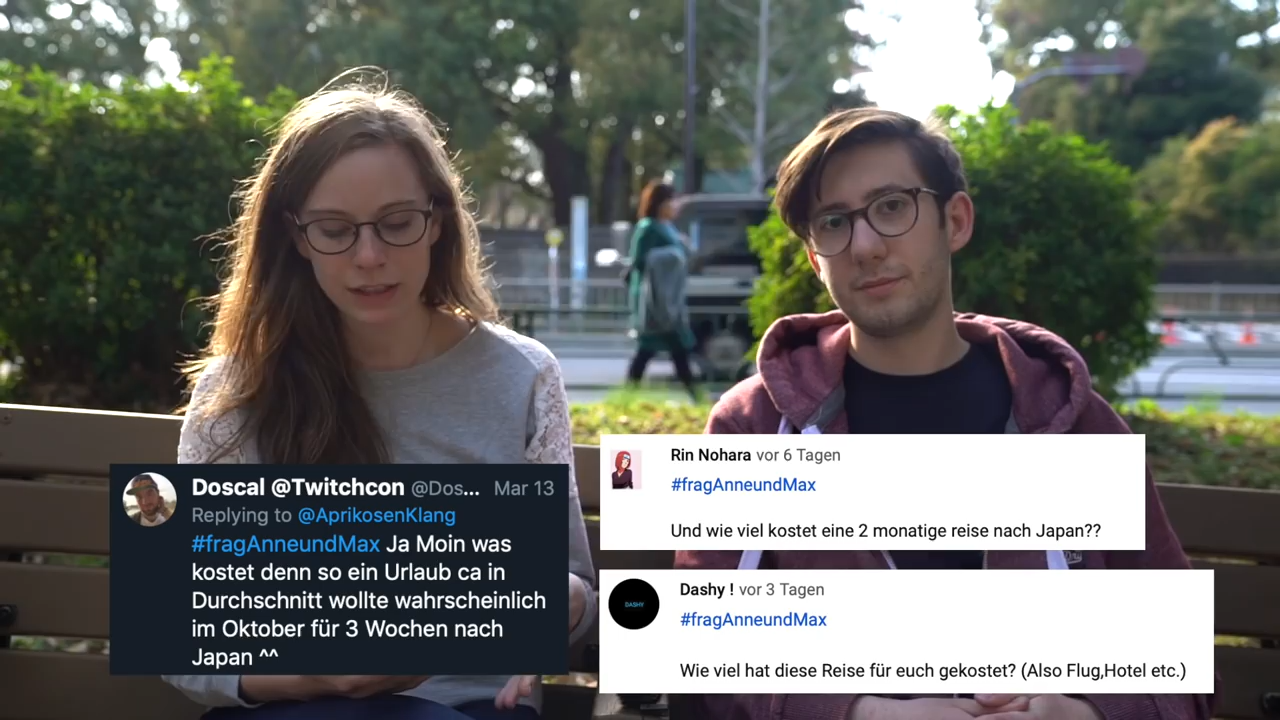 Doscal @Twitchcon @Dos... Mar 13
Replying to @AprikosenKlang
#fragAnneundMax Ja Moin was
kostet denn so ein Urlaub ca in
Durchschnitt wollte wahrscheinlich
im Oktober für 3 Wochen nach
Japan ^^
Rin Nohara vor 6 Tagen
#fragAnneundMax
Und wie viel kostet eine 2 monatige reise nach Japan??
DASHY
Dashy ! vor 3 Tagen
#fragAnneundMax
Wie viel hat diese Reise für euch gekostet? (Also Flug,Hotel etc.)